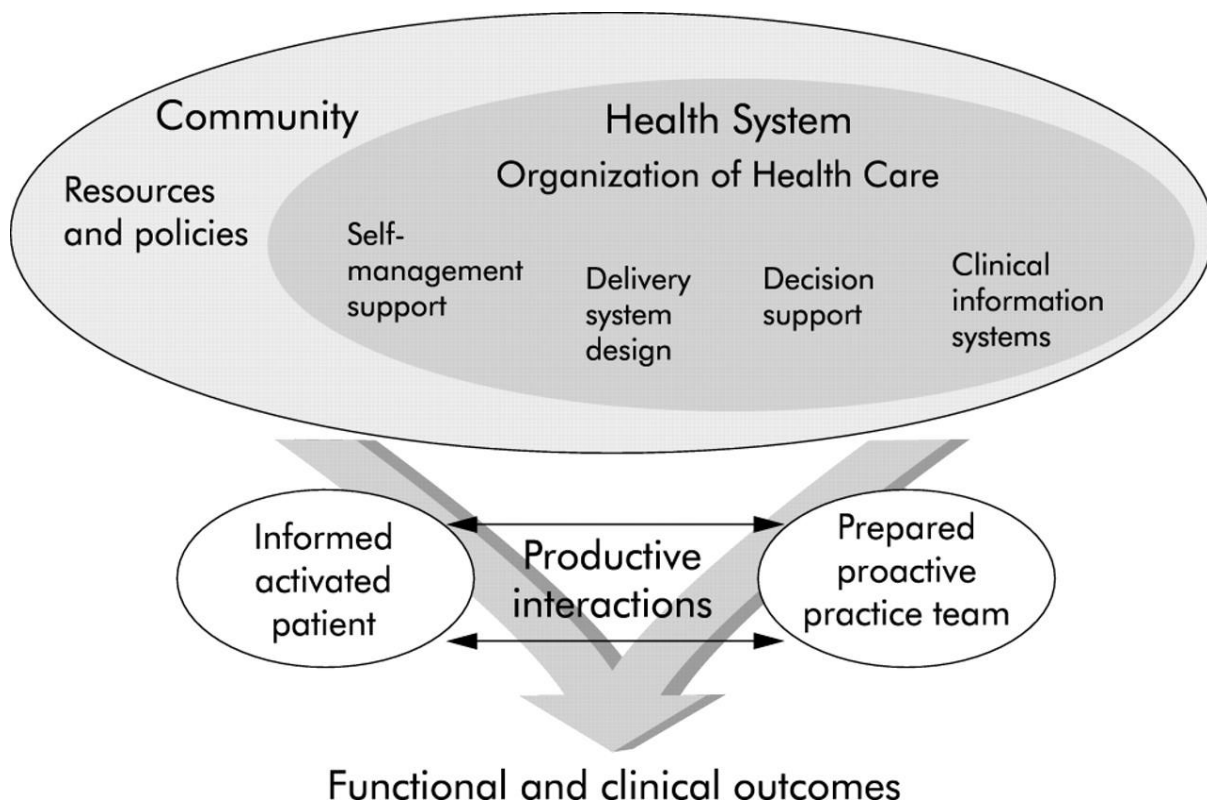 Community
Health System
Organization of Health Care
Resources
and policies
Self-
management
support
Delivery
system
design
Decision
support
Clinical
information
systems
Informed
activated
patient
Productive
interactions
Prepared
proactive
practice team
Functional and clinical outcomes